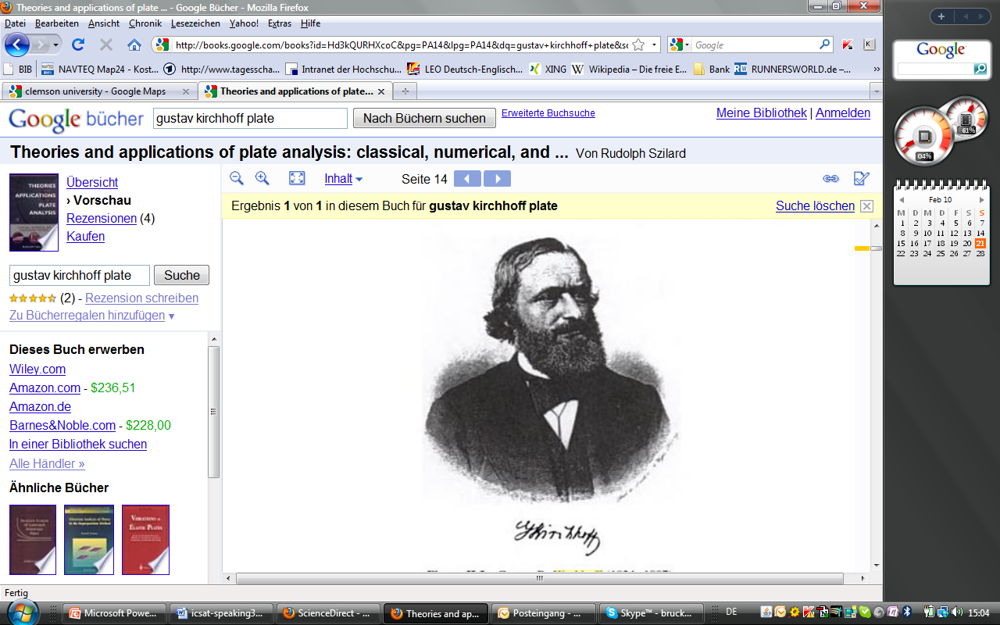 Theories and applications of plate ... - Google Bücher - Mozilla Firefox
Datei Bearbeiten Ansicht Chronik Lesezeichen Yahoo! Extras Hilfe
http://books.google.com/books?id=Hd3kQURHXcoC&pg=PA14&lpg=PA14&dq=gustav+kirchhoff+plate&sc
Google
BIB NAVTEQ Map24 - Kost... http://www.tagesscha... Intranet der Hochschu... LEO Deutsch-Englisch... XING Wikipedia – Die freie E... Bank RUNNERSWORLD.de –... »
clemson university - Google Maps
Theories and applications of plate...
Google bücher
gustav kirchhoff plate
Nach Büchern suchen
Erweiterte Buchsuche
Meine Bibliothek | Anmelden
Theories and applications of plate analysis: classical, numerical, and ... Von Rudolph Szilard
THEORIES
APPLICATIONS
PLATE
ANALYSIS
Übersicht
› Vorschau
Rezensionen (4)
Kaufen
gustav kirchhoff plate
Suche
(2) - Rezension schreiben
Zu Bücherregalen hinzufügen ▼
Dieses Buch erwerben
Wiley.com
Amazon.com - $236,51
Amazon.de
Barnes&Noble.com - $228,00
In einer Bibliothek suchen
Alle Händler »
Ähnliche Bücher
VIBRATIONS
ELASTIC PLATES
Inhalt
Seite 14
Ergebnis 1 von 1 in diesem Buch für gustav kirchhoff plate
Suche löschen
GKirchhoff
Fertig
Microsoft Powe...
icsat-speaking3...
ScienceDirect - ...
Theories and ap...
Posteingang - ...
Skype™ - bruck...
DE
15:04
Google
61%
04%
Feb 10
M D M D F S S
1 2 3 4 5 6 7
8 9 10 11 12 13 14
15 16 17 18 19 20 21
22 23 24 25 26 27 28